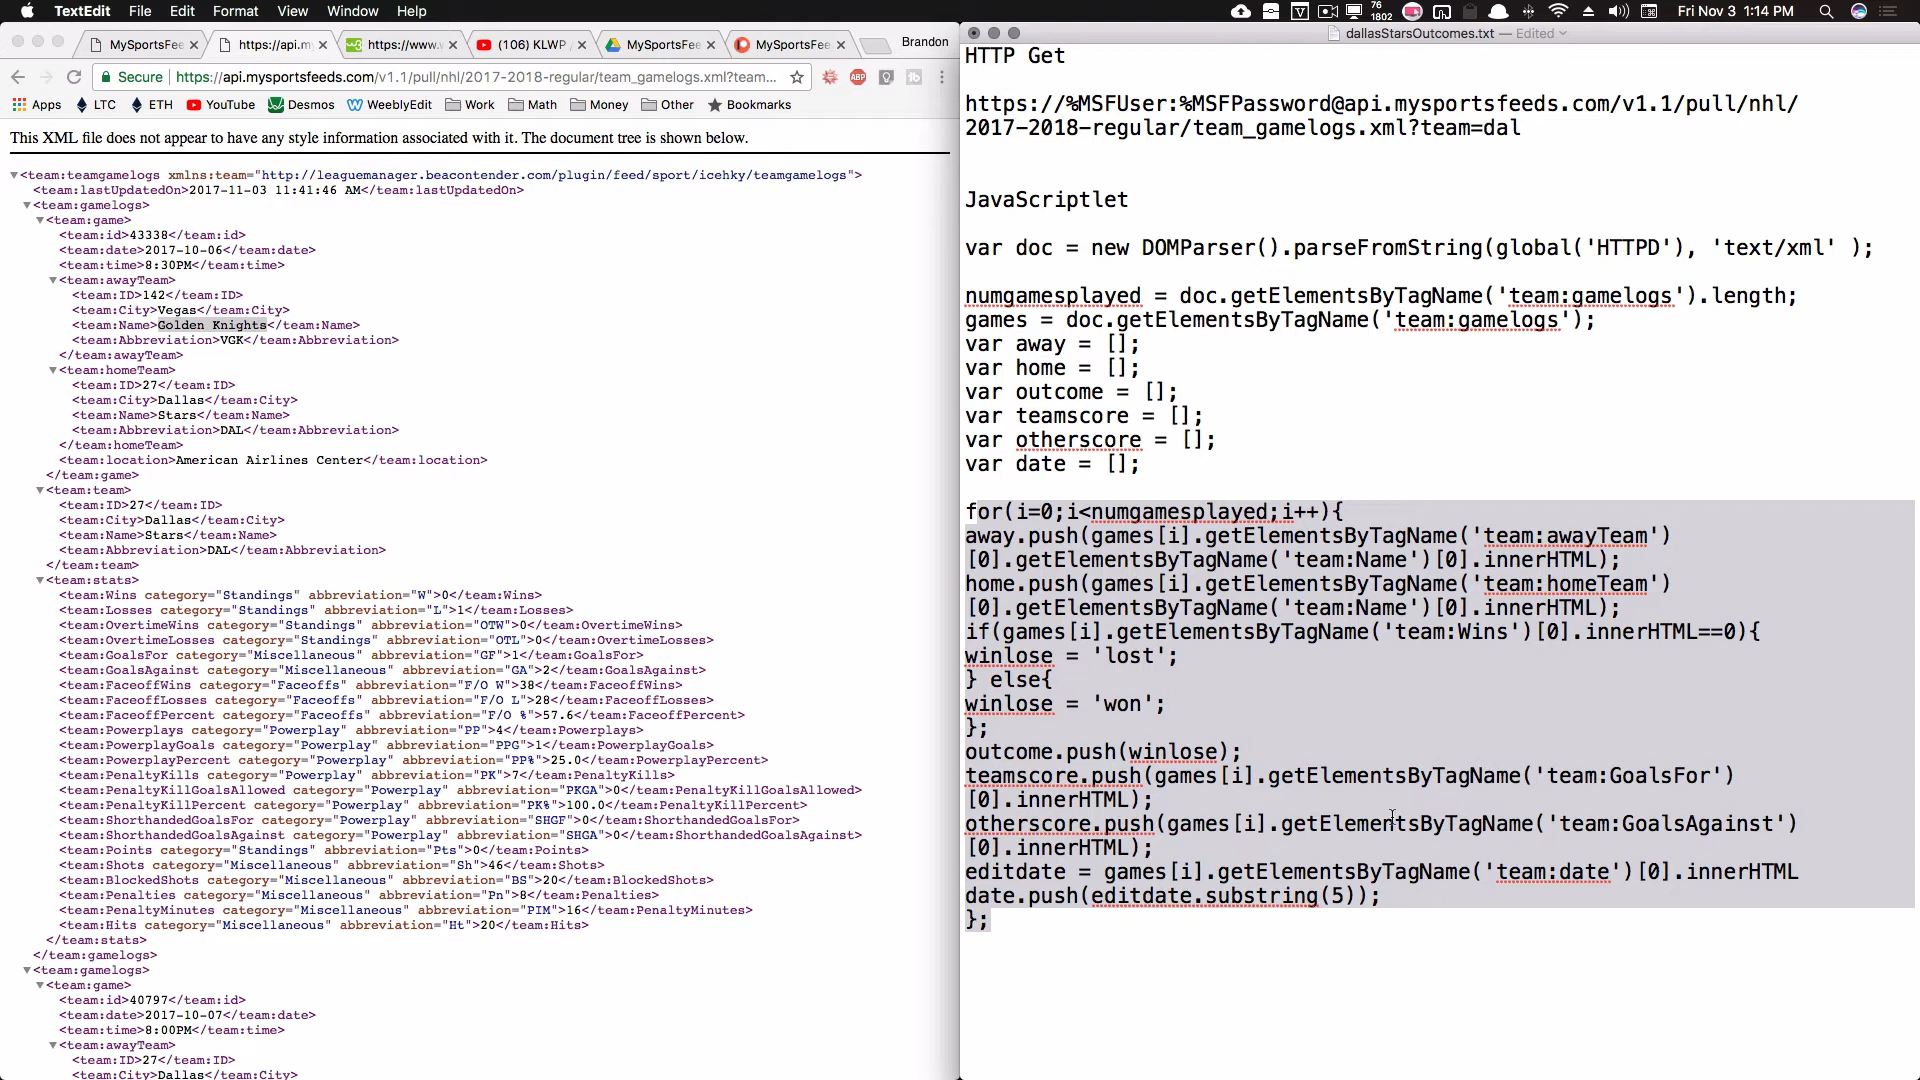 TextEdit File Edit Format View Window Help
76
1802
Fri Nov 3 1:14 PM
MySportsFee
https://api.my
https://www.w
(106) KLWP /
MySportsFee
MySportsFee
Brandon
Secure
https://api.mysportsfeeds.com/v1.1/pull/nhl/2017-2018-regular/team_gamelogs.xml?team...
ABP
Apps LTC ETH YouTube Desmos WeeblyEdit Work Math Money Other Bookmarks
This XML file does not appear to have any style information associated with it. The document tree is shown below.
▼<team:teamgamelogs xmlns:team="http://leaguemanager.beacontender.com/plugin/feed/sport/icehky/teamgamelogs">
<team:lastUpdatedOn>2017-11-03 11:41:46 AM</team:lastUpdatedOn>
▼<team:gamelogs>
▼<team:game>
<team:id>43338</team:id>
<team:date>2017-10-06</team:date>
<team:time>8:30PM</team:time>
▼<team:awayTeam>
<team:ID>142</team:ID>
<team:City>Vegas</team:City>
<team:Name>Golden Knights</team:Name>
<team:Abbreviation>VGK</team:Abbreviation>
</team:awayTeam>
▼<team:homeTeam>
<team:ID>27</team:ID>
<team:City>Dallas</team:City>
<team:Name>Stars</team:Name>
<team:Abbreviation>DAL</team:Abbreviation>
</team:homeTeam>
<team:location>American Airlines Center</team:location>
</team:game>
▼<team:team>
<team:ID>27</team:ID>
<team:City>Dallas</team:City>
<team:Name>Stars</team:Name>
<team:Abbreviation>DAL</team:Abbreviation>
</team:team>
▼<team:stats>
<team:Wins category="Standings" abbreviation="W">0</team:Wins>
<team:Losses category="Standings" abbreviation="L">1</team:Losses>
<team:OvertimeWins category="Standings" abbreviation="OTW">0</team:OvertimeWins>
<team:OvertimeLosses category="Standings" abbreviation="OTL">0</team:OvertimeLosses>
<team:GoalsFor category="Miscellaneous" abbreviation="GF">1</team:GoalsFor>
<team:GoalsAgainst category="Miscellaneous" abbreviation="GA">2</team:GoalsAgainst>
<team:FaceoffWins category="Faceoffs" abbreviation="F/O W">38</team:FaceoffWins>
<team:FaceoffLosses category="Faceoffs" abbreviation="F/O L">28</team:FaceoffLosses>
<team:FaceoffPercent category="Faceoffs" abbreviation="F/O %">57.6</team:FaceoffPercent>
<team:Powerplays category="Powerplay" abbreviation="PP">4</team:Powerplays>
<team:PowerplayGoals category="Powerplay" abbreviation="PPG">1</team:PowerplayGoals>
<team:PowerplayPercent category="Powerplay" abbreviation="PP%">25.0</team:PowerplayPercent>
<team:PenaltyKills category="Powerplay" abbreviation="PK">7</team:PenaltyKills>
<team:PenaltyKillGoalsAllowed category="Powerplay" abbreviation="PKGA">0</team:PenaltyKillGoalsAllowed>
<team:PenaltyKillPercent category="Powerplay" abbreviation="PK%">100.0</team:PenaltyKillPercent>
<team:ShorthandedGoalsFor category="Powerplay" abbreviation="SHGF">0</team:ShorthandedGoalsFor>
<team:ShorthandedGoalsAgainst category="Powerplay" abbreviation="SHGA">0</team:ShorthandedGoalsAgainst>
<team:Points category="Standings" abbreviation="Pts">0</team:Points>
<team:Shots category="Miscellaneous" abbreviation="Sh">46</team:Shots>
<team:BlockedShots category="Miscellaneous" abbreviation="BS">20</team:BlockedShots>
<team:Penalties category="Miscellaneous" abbreviation="Pn">8</team:Penalties>
<team:PenaltyMinutes category="Miscellaneous" abbreviation="PIM">16</team:PenaltyMinutes>
<team:Hits category="Miscellaneous" abbreviation="Ht">20</team:Hits>
</team:stats>
</team:gamelogs>
▼<team:gamelogs>
▼<team:game>
<team:id>40797</team:id>
<team:date>2017-10-07</team:date>
<team:time>8:00PM</team:time>
▼<team:awayTeam>
<team:ID>27</team:ID>
<team:City>Dallas</team:City>
dallasStarsOutcomes.txt — Edited
HTTP Get
https://%MSFUser:%MSFPassword@api.mysportsfeeds.com/v1.1/pull/nhl/
2017-2018-regular/team_gamelogs.xml?team=dal
JavaScriptlet
var doc = new DOMParser().parseFromString(global('HTTPD'), 'text/xml' );
numgamesplayed = doc.getElementsByTagName('team:gamelogs').length;
games = doc.getElementsByTagName('team:gamelogs');
var away = [];
var home = [];
var outcome = [];
var teamscore = [];
var otherscore = [];
var date = [];
for(i=0;i<numgamesplayed;i++){
away.push(games[i].getElementsByTagName('team:awayTeam')
[0].getElementsByTagName('team:Name')[0].innerHTML);
home.push(games[i].getElementsByTagName('team:homeTeam')
[0].getElementsByTagName('team:Name')[0].innerHTML);
if(games[i].getElementsByTagName('team:Wins')[0].innerHTML==0){
winlose = 'lost';
} else{
winlose = 'won';
};
outcome.push(winlose);
teamscore.push(games[i].getElementsByTagName('team:GoalsFor')
[0].innerHTML);
otherscore.push(games[i].getElementsByTagName('team:GoalsAgainst')
[0].innerHTML);
editdate = games[i].getElementsByTagName('team:date')[0].innerHTML
date.push(editdate.substring(5));
};